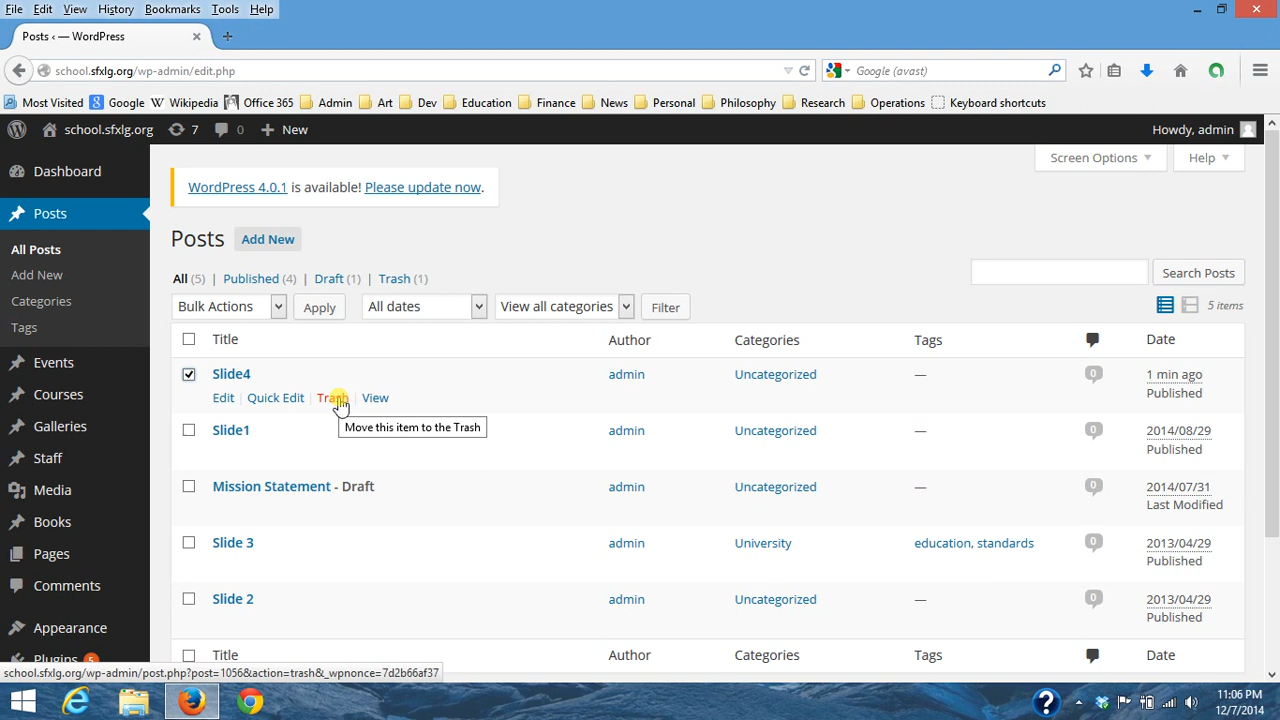 File Edit View History Bookmarks Tools Help
Posts ‹ — WordPress
school.sfxlg.org/wp-admin/edit.php
Google (avast)
Most Visited Google Wikipedia Office 365 Admin Art Dev Education Finance News Personal Philosophy Research Operations Keyboard shortcuts
school.sfxlg.org 7 0 New Howdy, admin
Dashboard
Posts
All Posts
Add New
Categories
Tags
Events
Courses
Galleries
Staff
Media
Books
Pages
Comments
Appearance
Plugins 5
Screen Options Help
WordPress 4.0.1 is available! Please update now.
Posts Add New
All (5) | Published (4) | Draft (1) | Trash (1)
Search Posts
Bulk Actions Apply All dates View all categories Filter 5 items
Title Author Categories Tags Date
Slide4 admin Uncategorized — 0 1 min ago
Edit | Quick Edit | Trash | View Published
Move this item to the Trash
Slide1 admin Uncategorized — 0 2014/08/29
Published
Mission Statement - Draft admin Uncategorized — 0 2014/07/31
Last Modified
Slide 3 admin University education, standards 0 2013/04/29
Published
Slide 2 admin Uncategorized — 0 2013/04/29
Published
Title Author Categories Tags Date
school.sfxlg.org/wp-admin/post.php?post=1056&action=trash&_wpnonce=7d2b66af37
11:06 PM
12/7/2014